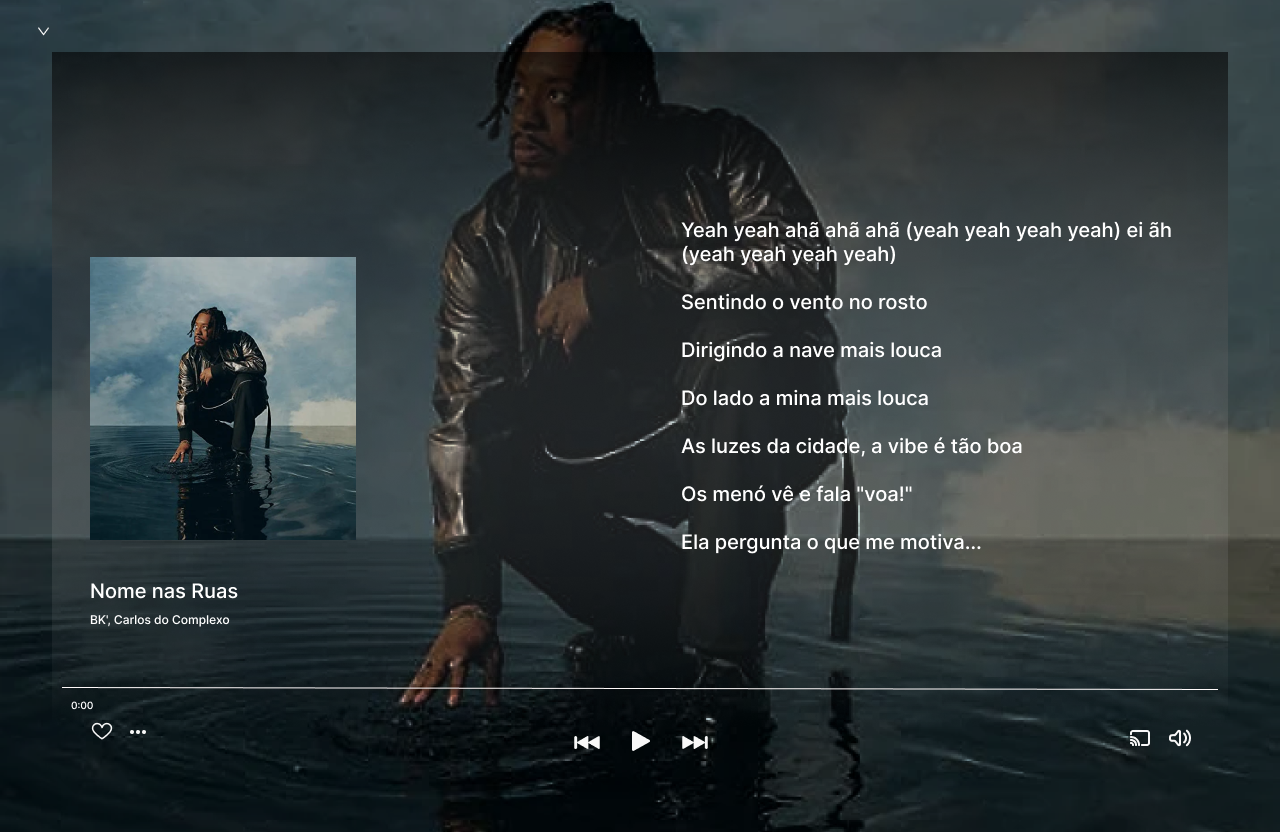 Yeah yeah ahã ahã ahã (yeah yeah yeah yeah) ei ãh
(yeah yeah yeah yeah)
Sentindo o vento no rosto
Dirigindo a nave mais louca
Do lado a mina mais louca
As luzes da cidade, a vibe é tão boa
Os menó vê e fala "voa!"
Ela pergunta o que me motiva...
Nome nas Ruas
BK', Carlos do Complexo
0:00